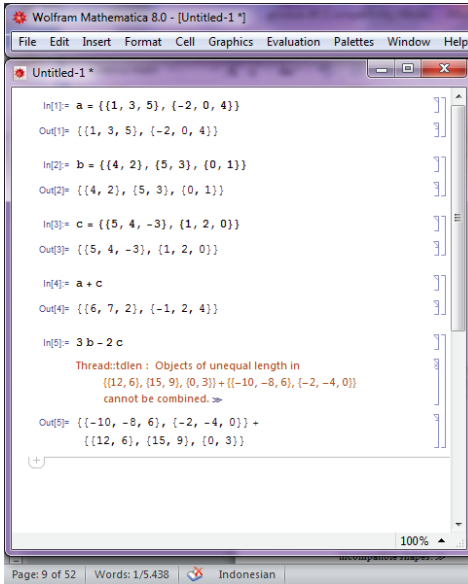 Wolfram Mathematica 8.0 - [Untitled-1 *]
File Edit Insert Format Cell Graphics Evaluation Palettes Window Help
Untitled-1 *
In[1]:= a = {{1, 3, 5}, {-2, 0, 4}}
Out[1]= {{1, 3, 5}, {-2, 0, 4}}
In[2]:= b = {{4, 2}, {5, 3}, {0, 1}}
Out[2]= {{4, 2}, {5, 3}, {0, 1}}
In[3]:= c = {{5, 4, -3}, {1, 2, 0}}
Out[3]= {{5, 4, -3}, {1, 2, 0}}
In[4]:= a + c
Out[4]= {{6, 7, 2}, {-1, 2, 4}}
In[5]:= 3 b - 2 c
Thread::tdlen : Objects of unequal length in
{{12, 6}, {15, 9}, {0, 3}} + {{-10, -8, 6}, {-2, -4, 0}}
cannot be combined. ≫
Out[5]= {{-10, -8, 6}, {-2, -4, 0}} +
{{12, 6}, {15, 9}, {0, 3}}
100%
Page: 9 of 52 Words: 1/5.438 Indonesian